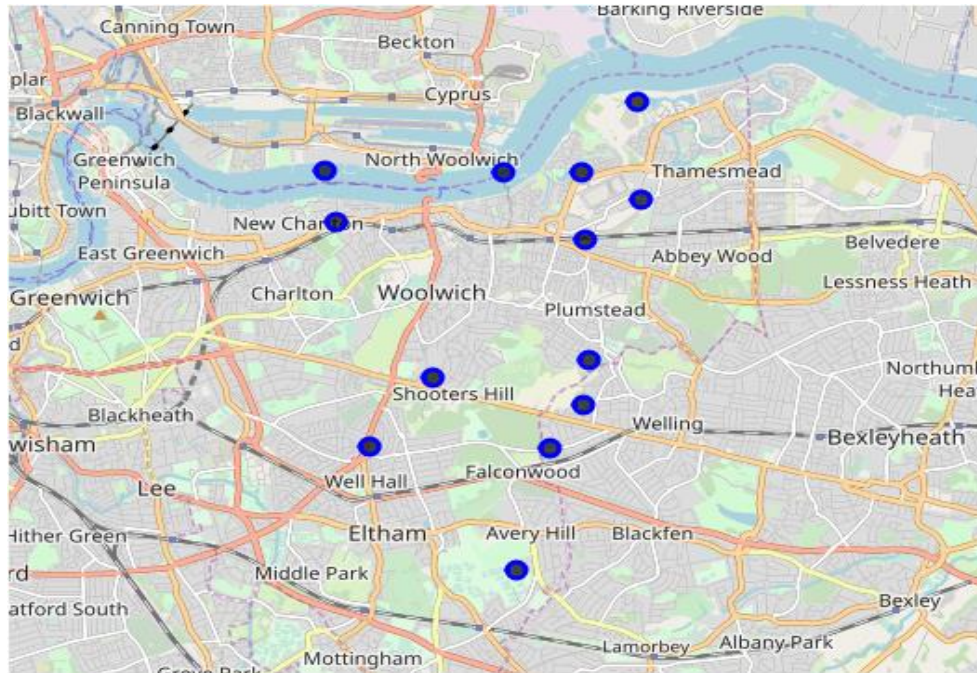 Barking Riverside
Canning Town
Beckton
plar
Cyprus
Blackwall
Greenwich
Peninsula
North Woolwich
Thamesmead
ubitt Town
New Charlton
East Greenwich
Belvedere
Abbey Wood
Lessness Heath
Greenwich
Charlton
Woolwich
Plumstead
d
Northumb
Hea
Shooters Hill
Blackheath
Welling
wisham
Bexleyheath
Falconwood
Well Hall
Lee
Hither Green
Eltham
Avery Hill
Blackfen
rd
Middle Park
Bexley
atford South
Albany Park
Lamorbey
Mottingham
Grove Park